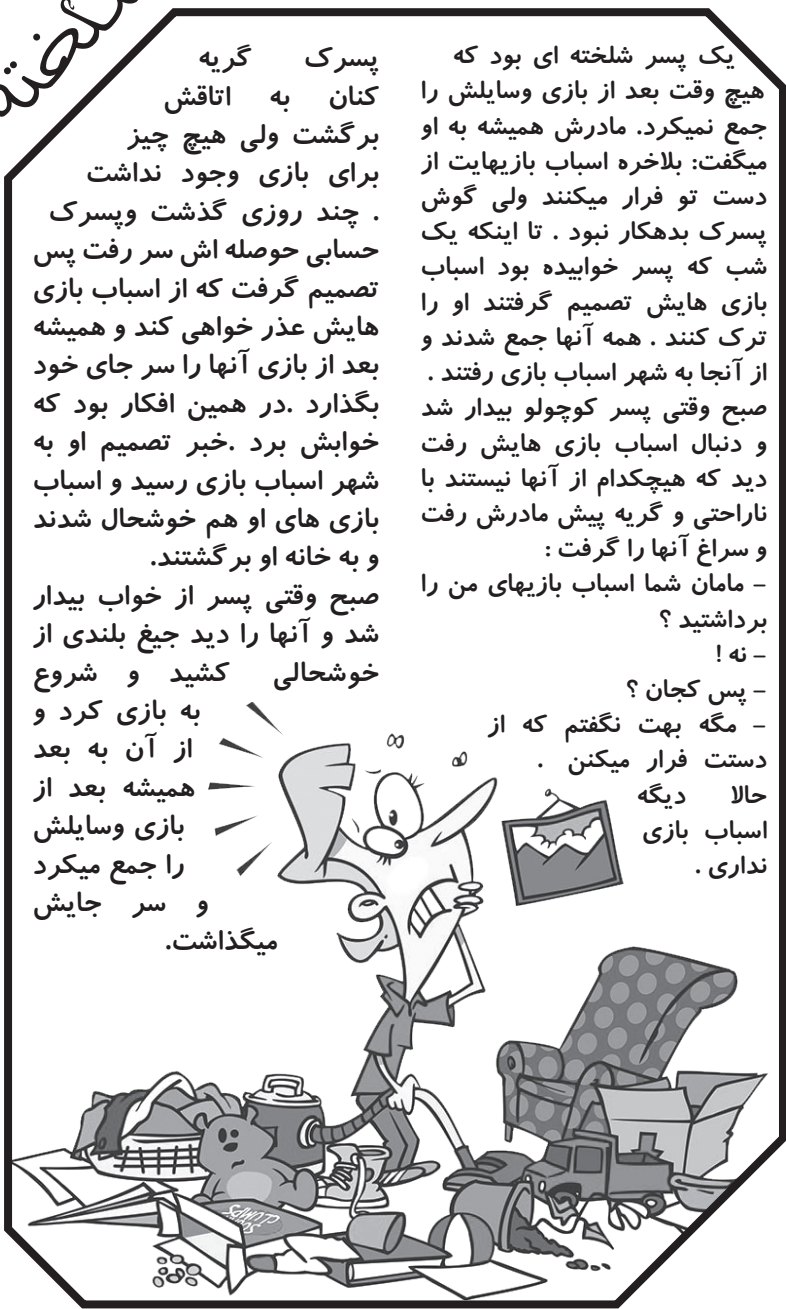 شلخته
یک پسر شلخته ای بود که
هیچ وقت بعد از بازی وسایلش را
جمع نمیکرد. مادرش همیشه به او
میگفت: بلاخره اسباب بازیهایت از
دست تو فرار میکنند ولی گوش
پسرک بدهکار نبود . تا اینکه یک
شب که پسر خوابیده بود اسباب
بازی هایش تصمیم گرفتند او را
ترک کنند . همه آنها جمع شدند و
از آنجا به شهر اسباب بازی رفتند .
صبح وقتی پسر کوچولو بیدار شد
و دنبال اسباب بازی هایش رفت
دید که هیچکدام از آنها نیستند با
ناراحتی و گریه پیش مادرش رفت
و سراغ آنها را گرفت :
– مامان شما اسباب بازیهای من را
برداشتید ؟
– نه !
– پس کجان ؟
– مگه بهت نگفتم که از
دستت فرار میکنن .
حالا دیگه
اسباب بازی
نداری .
پسرک گریه
کنان به اتاقش
برگشت ولی هیچ چیز
برای بازی وجود نداشت
. چند روزی گذشت وپسرک
حسابی حوصله اش سر رفت پس
تصمیم گرفت که از اسباب بازی
هایش عذر خواهی کند و همیشه
بعد از بازی آنها را سر جای خود
بگذارد .در همین افکار بود که
خوابش برد .خبر تصمیم او به
شهر اسباب بازی رسید و اسباب
بازی های او هم خوشحال شدند
و به خانه او برگشتند.
صبح وقتی پسر از خواب بیدار
شد و آنها را دید جیغ بلندی از
خوشحالی کشید و شروع
به بازی کرد و
از آن به بعد
همیشه بعد از
بازی وسایلش
را جمع میکرد
و سر جایش
میگذاشت.